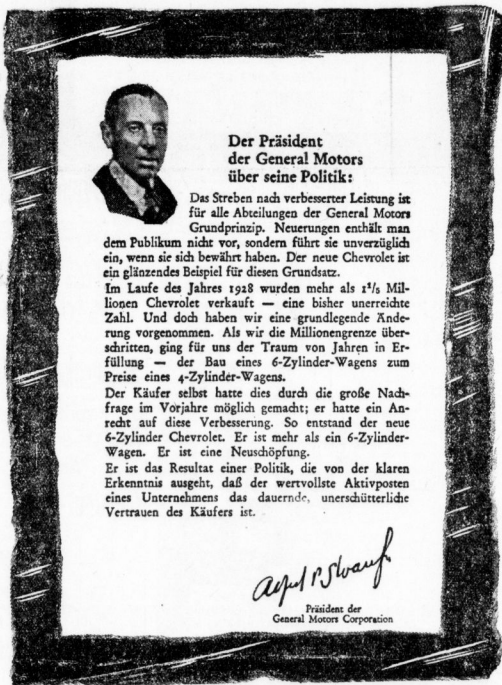 Der Präsident
der General Motors
über seine Politik:
Das Streben nach verbesserter Leistung ist
für alle Abteilungen der General Motors
Grundprinzip. Neuerungen enthält man
dem Publikum nicht vor, sondern führt sie unverzüglich
ein, wenn sie sich bewährt haben. Der neue Chevrolet ist
ein glänzendes Beispiel für diesen Grundsatz.
Im Laufe des Jahres 1928 wurden mehr als 1¹/₅ Mil-
lionen Chevrolet verkauft — eine bisher unerreichte
Zahl. Und doch haben wir eine grundlegende Ände-
rung vorgenommen. Als wir die Millionengrenze über-
schritten, ging für uns der Traum von Jahren in Er-
füllung — der Bau eines 6-Zylinder-Wagens zum
Preise eines 4-Zylinder-Wagens.
Der Käufer selbst hatte dies durch die große Nach-
frage im Vorjahre möglich gemacht; er hatte ein An-
recht auf diese Verbesserung. So entstand der neue
6-Zylinder Chevrolet. Er ist mehr als ein 6-Zylinder-
Wagen. Er ist eine Neuschöpfung.
Er ist das Resultat einer Politik, die von der klaren
Erkenntnis ausgeht, daß der wertvollste Aktivposten
eines Unternehmens das dauernde, unerschütterliche
Vertrauen des Käufers ist.
Alfred P. Sloan Jr.
Präsident der
General Motors Corporation